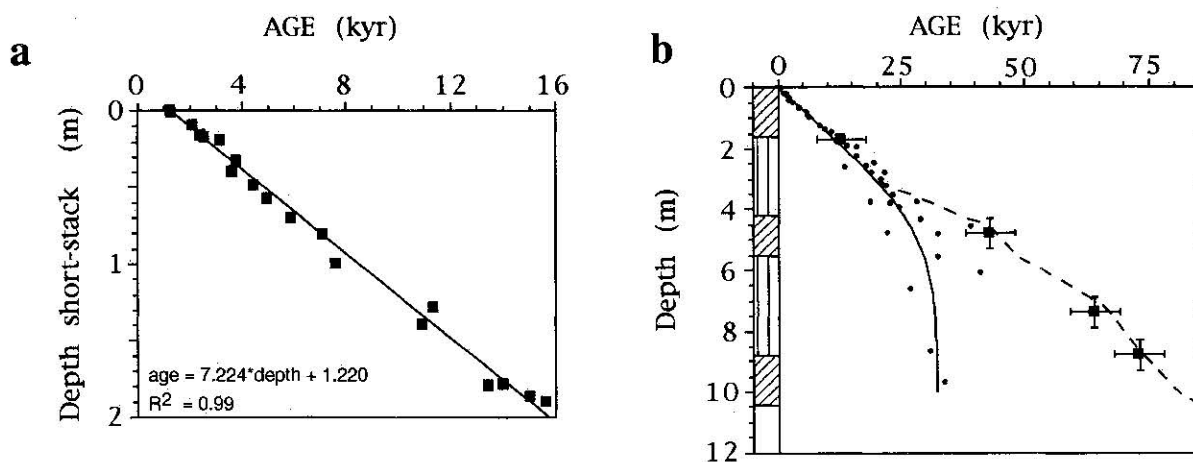 a
AGE (kyr)
0 4 8 12 16
Depth short-stack (m)
0
1
2
age = 7.224*depth + 1.220
R² = 0.99
b
AGE (kyr)
0 25 50 75
Depth (m)
0
2
4
6
8
10
12